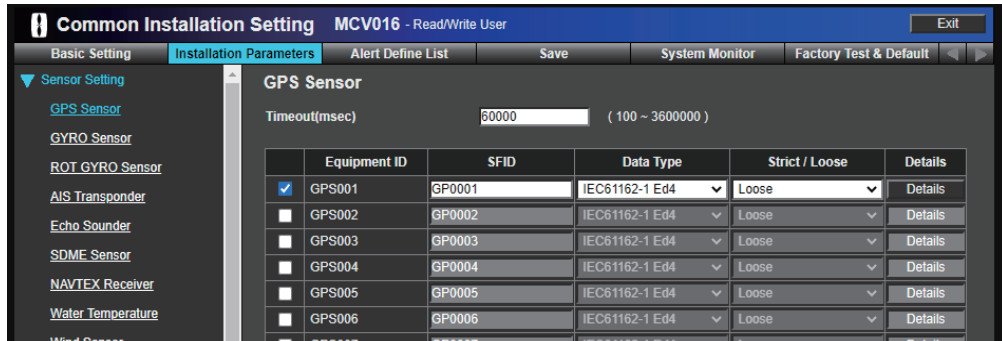 Common Installation Setting MCV016 - Read/Write User Exit
Basic Setting Installation Parameters Alert Define List Save System Monitor Factory Test & Default
Sensor Setting
GPS Sensor
GYRO Sensor
ROT GYRO Sensor
AIS Transponder
Echo Sounder
SDME Sensor
NAVTEX Receiver
Water Temperature
GPS Sensor
Timeout(msec) 60000 ( 100 ~ 3600000 )
Equipment ID SFID Data Type Strict / Loose Details
GPS001 GP0001 IEC61162-1 Ed4 Loose Details
GPS002 GP0002 IEC61162-1 Ed4 Loose Details
GPS003 GP0003 IEC61162-1 Ed4 Loose Details
GPS004 GP0004 IEC61162-1 Ed4 Loose Details
GPS005 GP0005 IEC61162-1 Ed4 Loose Details
GPS006 GP0006 IEC61162-1 Ed4 Loose Details